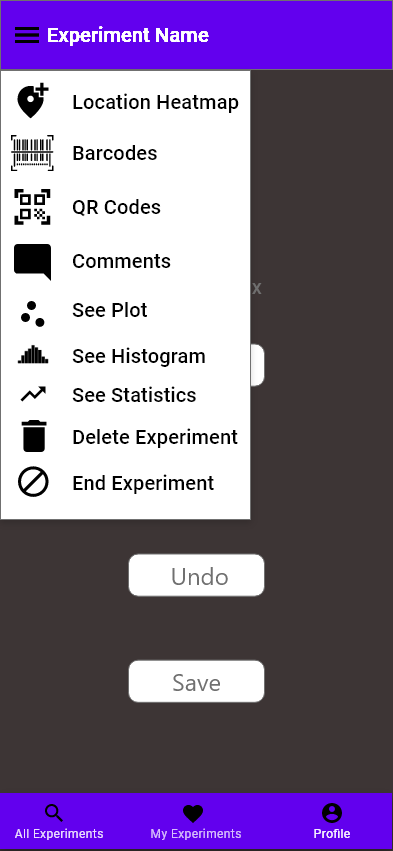 Experiment Name
Location Heatmap
Barcodes
QR Codes
Comments
x
See Plot
See Histogram
See Statistics
Delete Experiment
End Experiment
Undo
Save
All Experiments
My Experiments
Profile